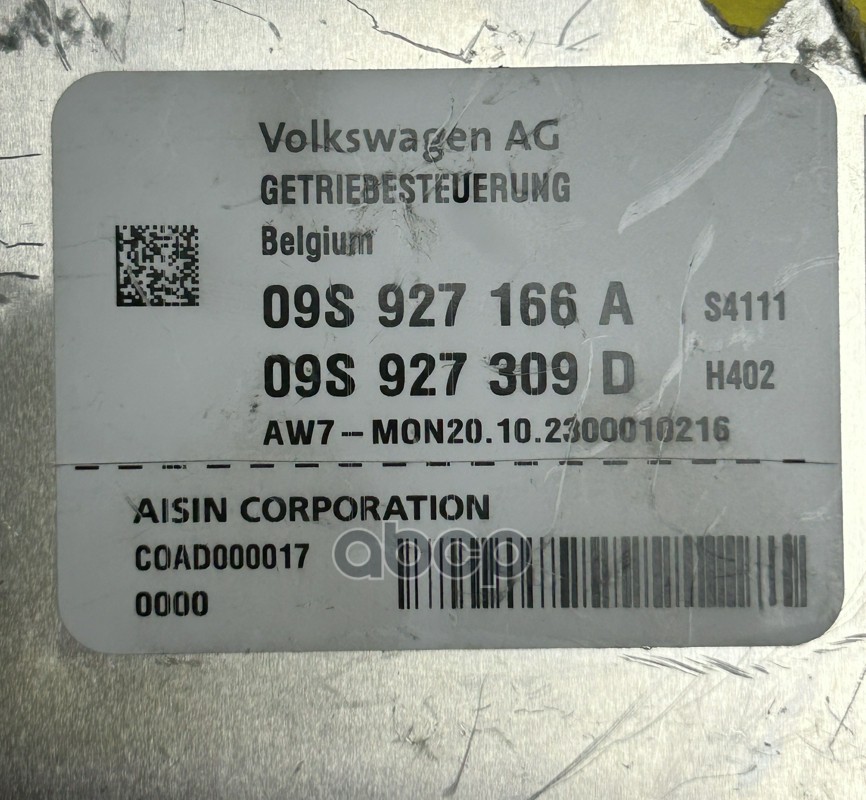 Volkswagen AG
GETRIEBESTEUERUNG
Belgium
09S 927 166 A S4111
09S 927 309 D H402
AW7-MON20.10.2300010216
AISIN CORPORATION
COAD000017
abcp
0000